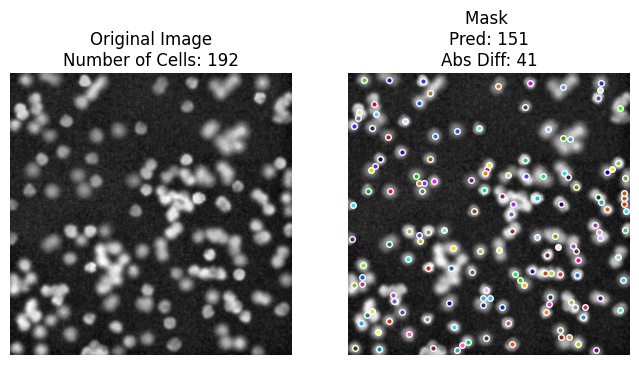 Original Image
Number of Cells: 192
Mask
Pred: 151
Abs Diff: 41